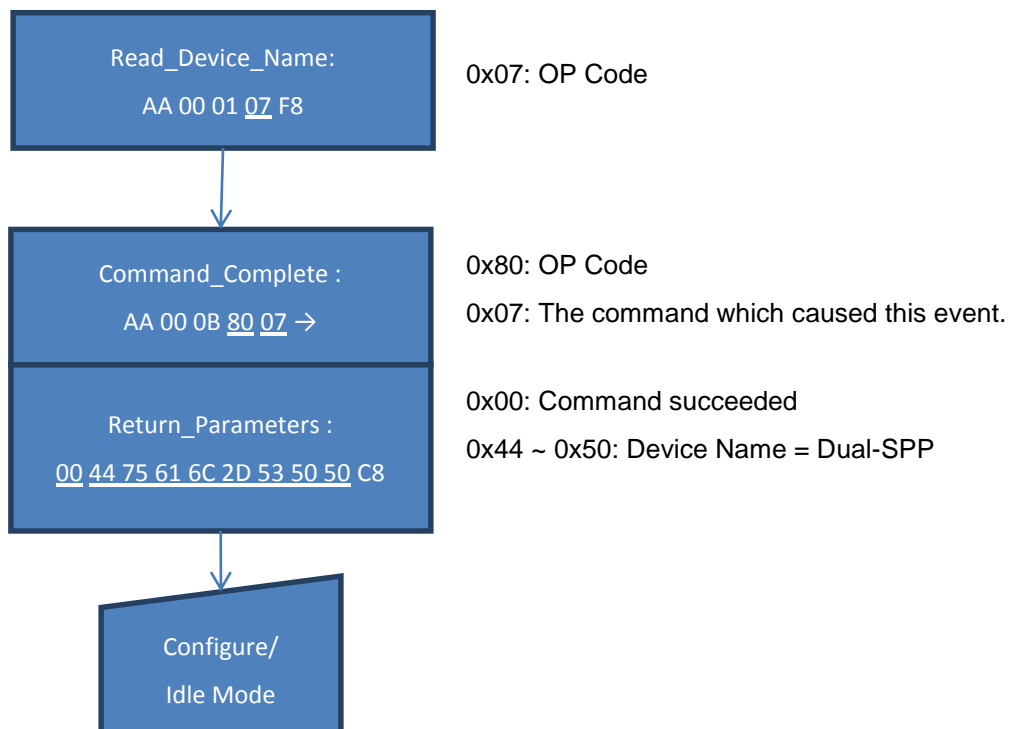 Read_Device_Name:
AA 00 01 07 F8
0x07: OP Code
Command_Complete :
AA 00 0B 80 07 →
0x80: OP Code
0x07: The command which caused this event.
Return_Parameters :
00 44 75 61 6C 2D 53 50 50 C8
0x00: Command succeeded
0x44 ~ 0x50: Device Name = Dual-SPP
Configure/
Idle Mode